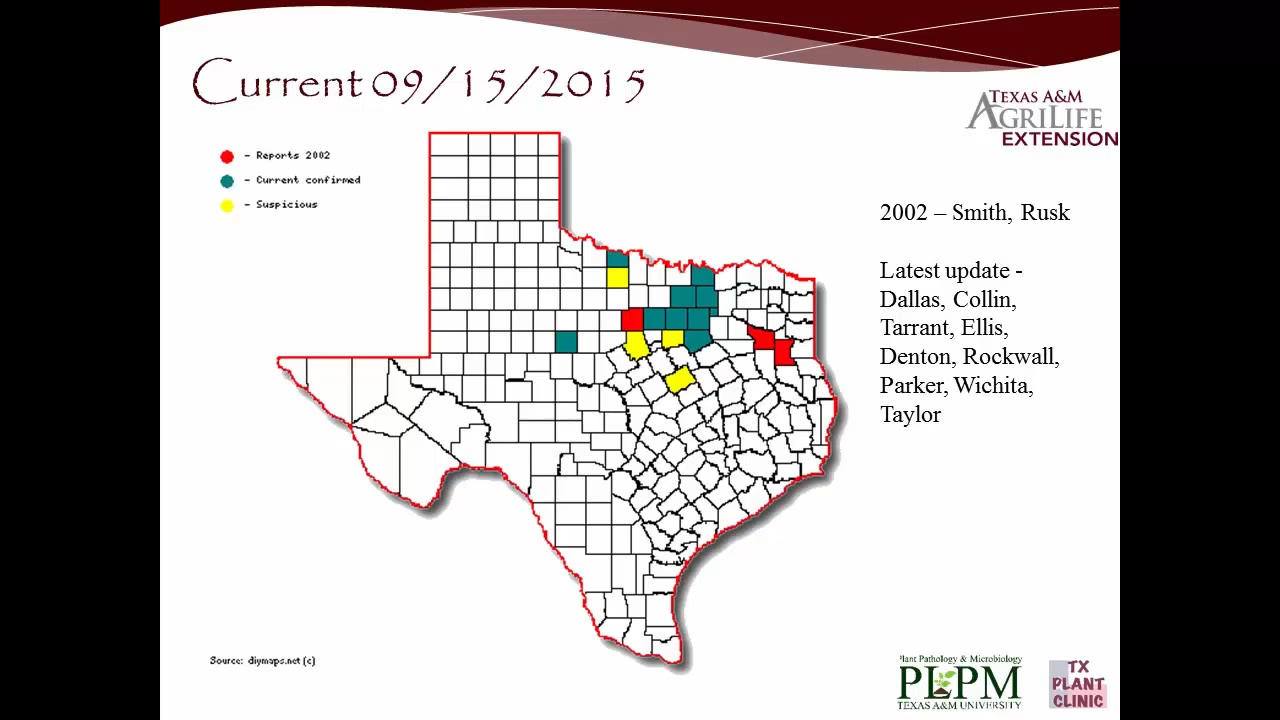 Current 09/15/2015
TEXAS A&M
AGRILIFE
EXTENSION
- Reports 2002
- Current confirmed
- Suspicious
2002 – Smith, Rusk
Latest update -
Dallas, Collin,
Tarrant, Ellis,
Denton, Rockwall,
Parker, Wichita,
Taylor
Source: diymaps.net (c)
Plant Pathology & Microbiology
PLPM
TEXAS A&M UNIVERSITY
TX
PLANT
CLINIC